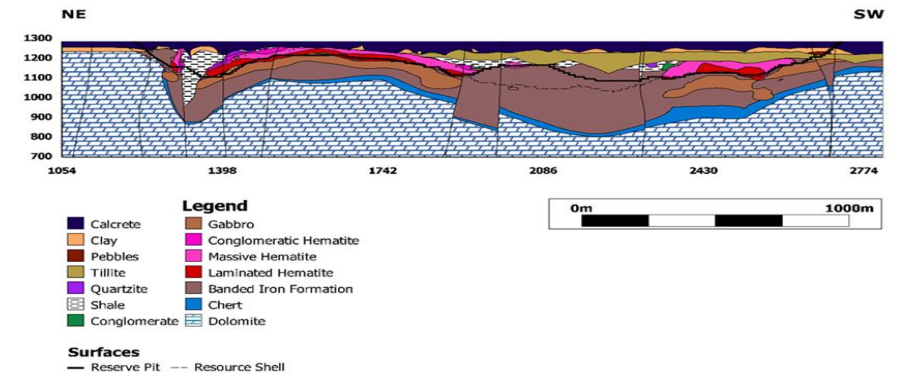 NE SW
1300
1200
1100
1000
900
800
700
1054 1398 1742 2086 2430 2774
0m 1000m
Legend
Calcrete
Clay
Pebbles
Tillite
Quartzite
Shale
Conglomerate
Gabbro
Conglomeratic Hematite
Massive Hematite
Laminated Hematite
Banded Iron Formation
Chert
Dolomite
Surfaces
Reserve Pit Resource Shell